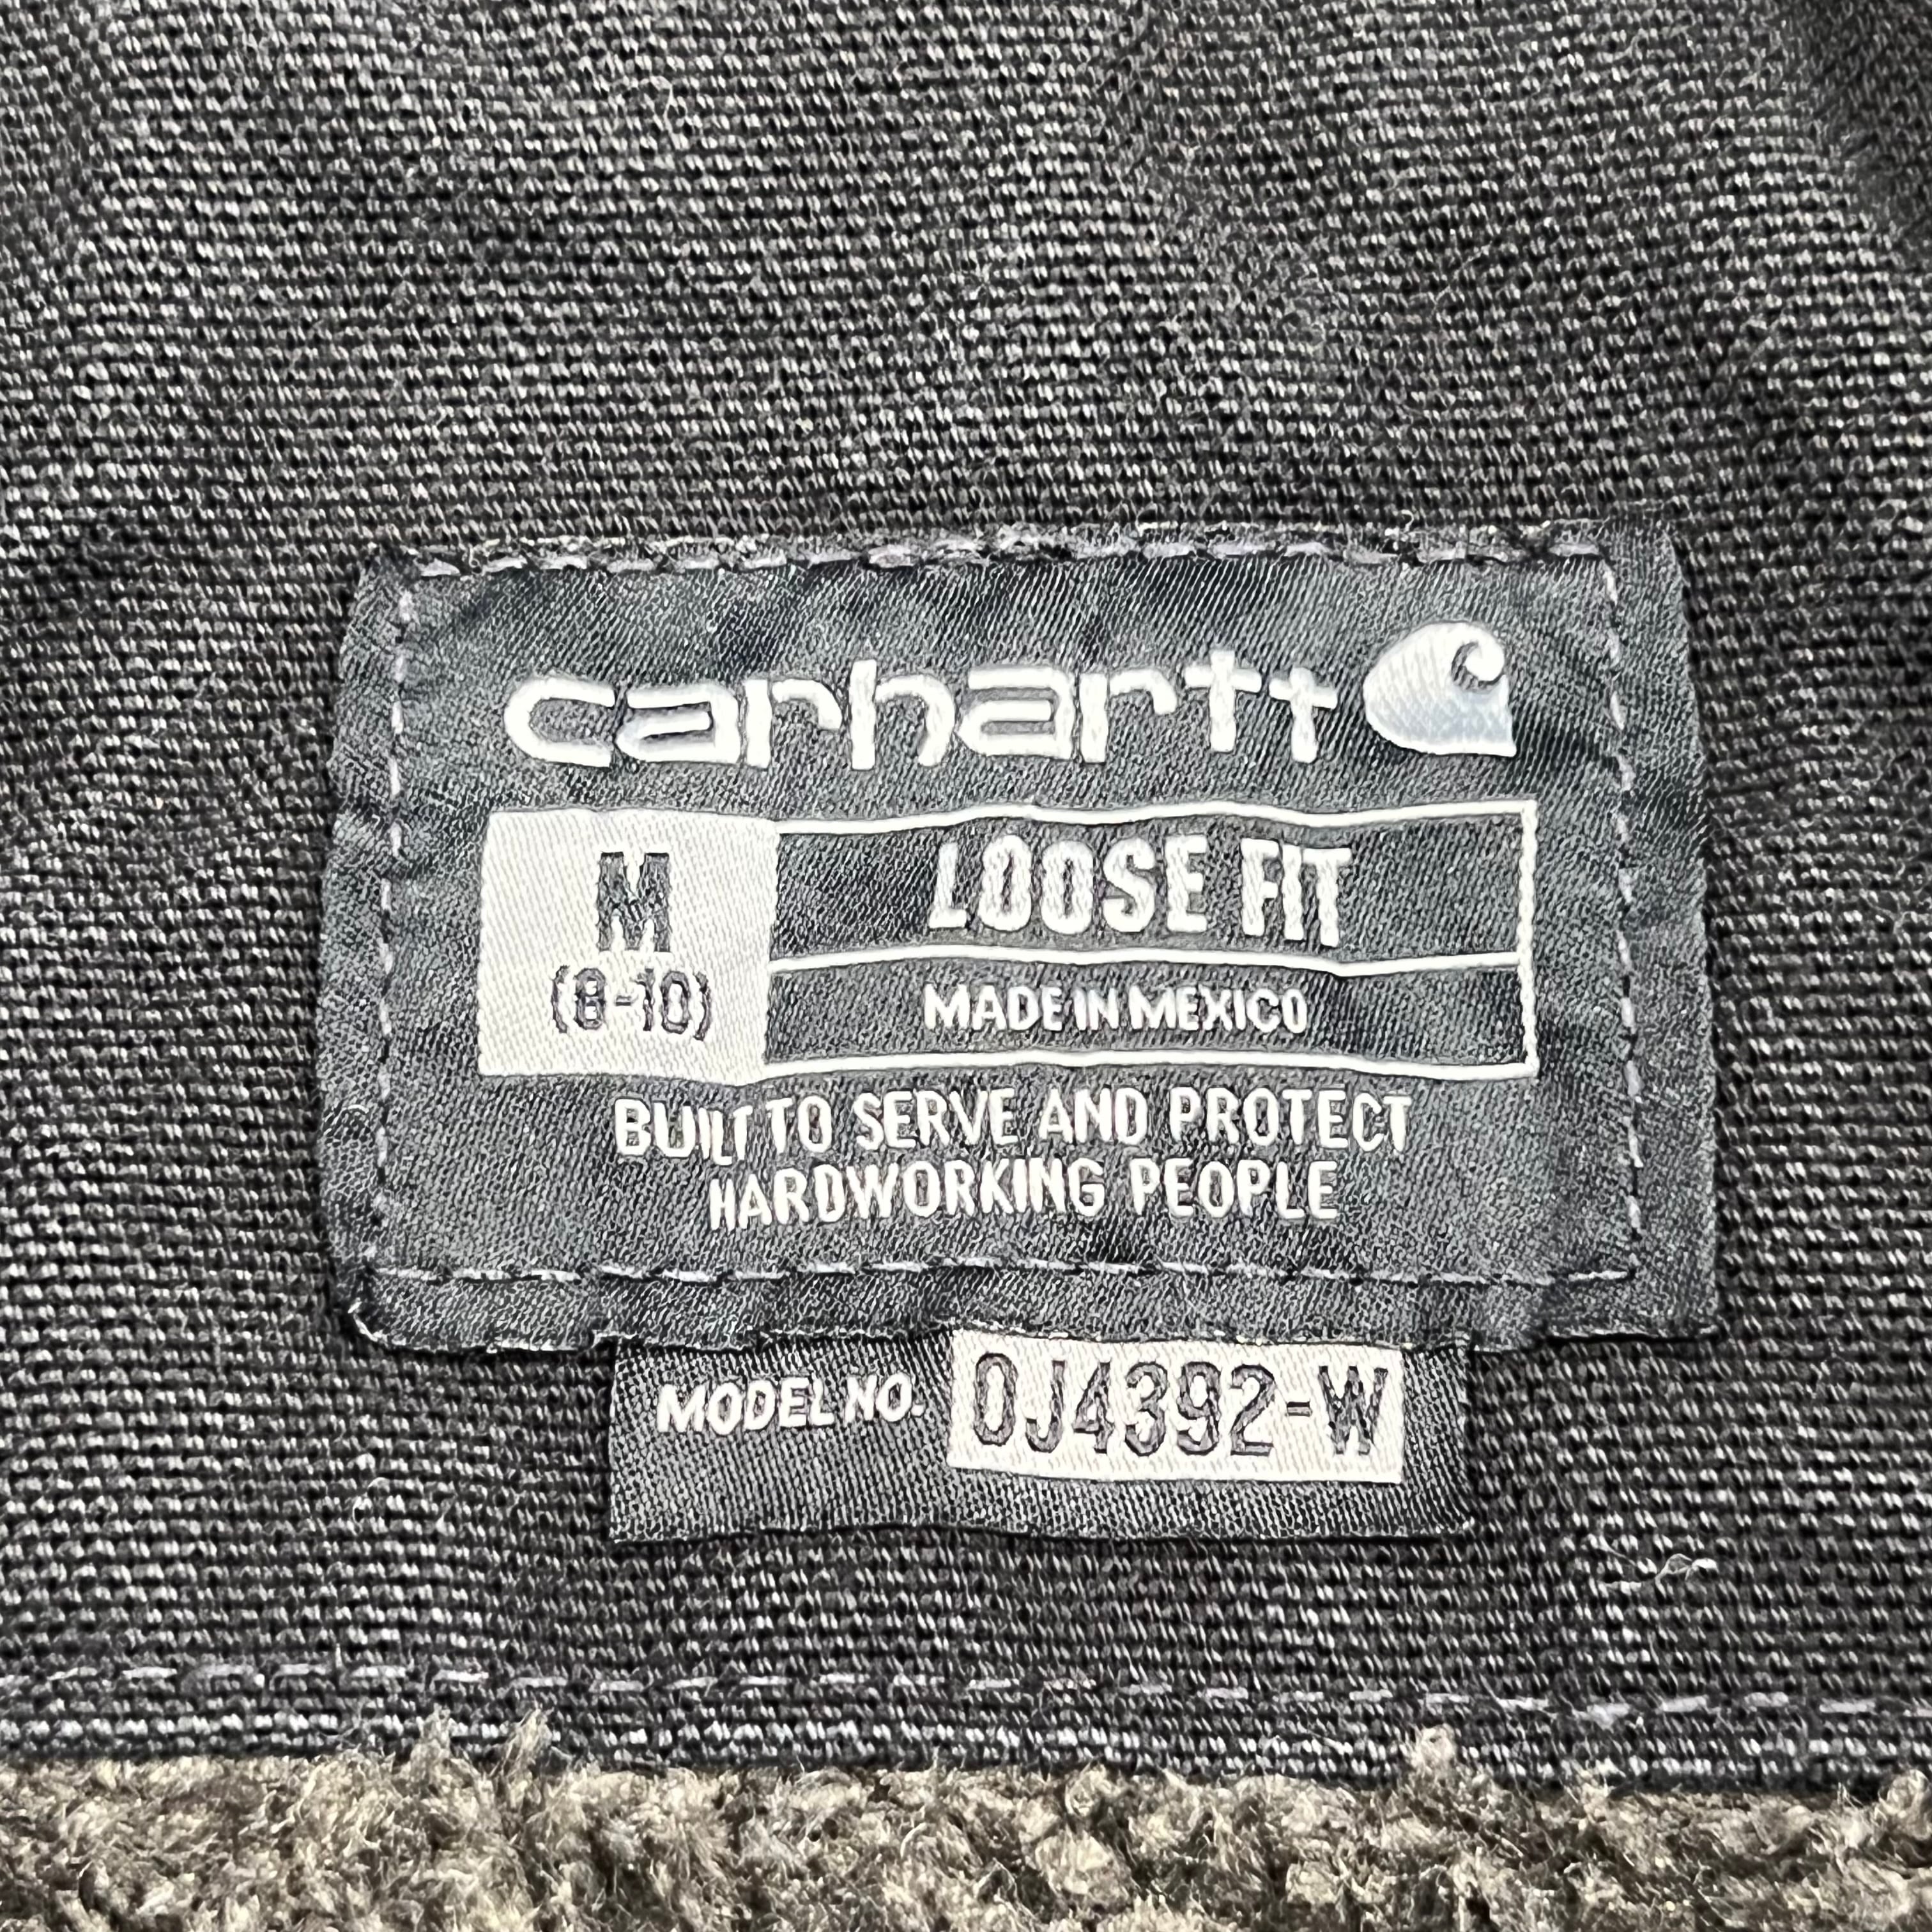 carhartt
M
(8-10)
LOOSE FIT
MADE IN MEXICO
BUILT TO SERVE AND PROTECT
HARDWORKING PEOPLE
MODEL NO. OJ4392-W